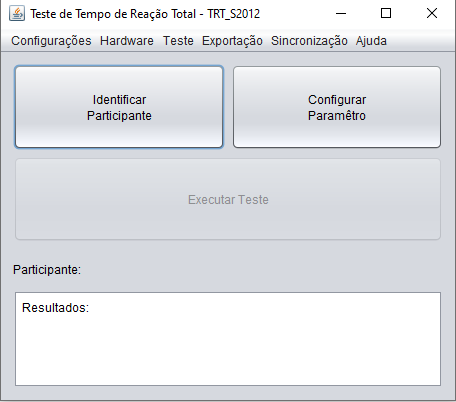 Teste de Tempo de Reação Total - TRT_S2012
Configurações Hardware Teste Exportação Sincronização Ajuda
Identificar
Participante
Configurar
Paramêtro
Executar Teste
Participante:
Resultados: